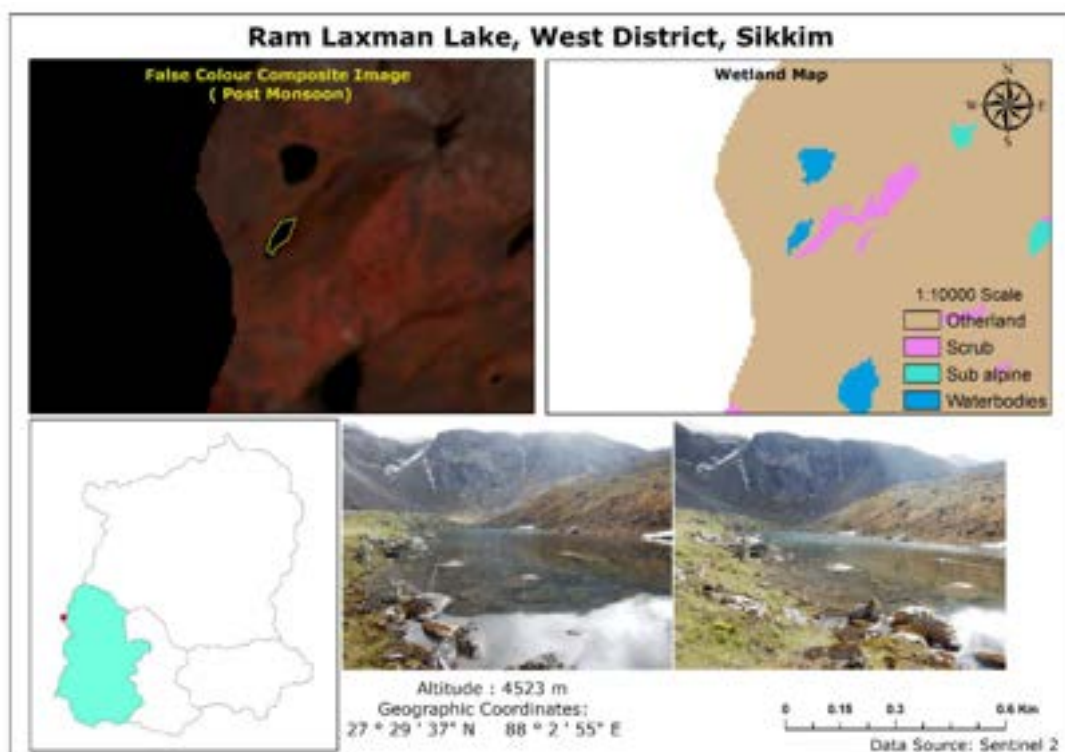 Ram Laxman Lake, West District, Sikkim
False Colour Composite Image
( Post Monsoon)
Wetland Map
N
W E
S
1:10000 Scale
Otherland
Scrub
Sub alpine
Waterbodies
Altitude : 4523 m
Geographic Coordinates:
27 ° 29 ' 37" N 88 ° 2 ' 55" E
0 0.15 0.3 0.6 Km
Data Source: Sentinel 2